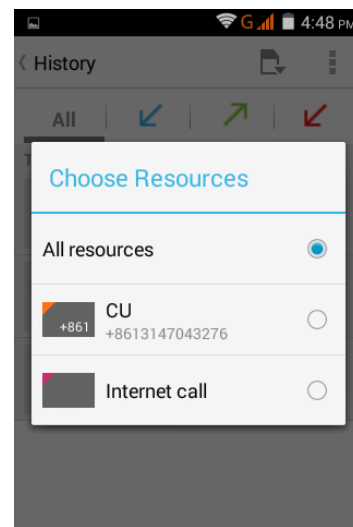 G 4:48 PM
History
All
T
Choose Resources
All resources
CU
+861
+8613147043276
Internet call